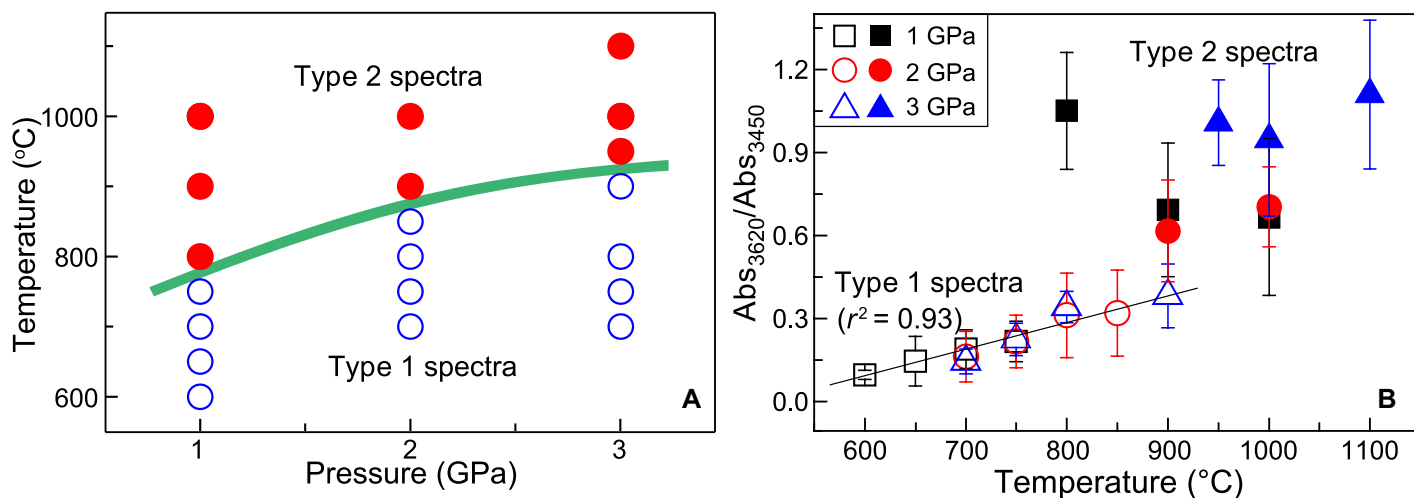 Temperature (°C)
1000
800
600
Type 2 spectra
Type 1 spectra
A
1
2
3
Pressure (GPa)
Abs3620/Abs3450
1.2
0.9
0.6
0.3
0.0
1 GPa
2 GPa
3 GPa
Type 2 spectra
Type 1 spectra
(r² = 0.93)
B
600
700
800
900
1000
1100
Temperature (°C)